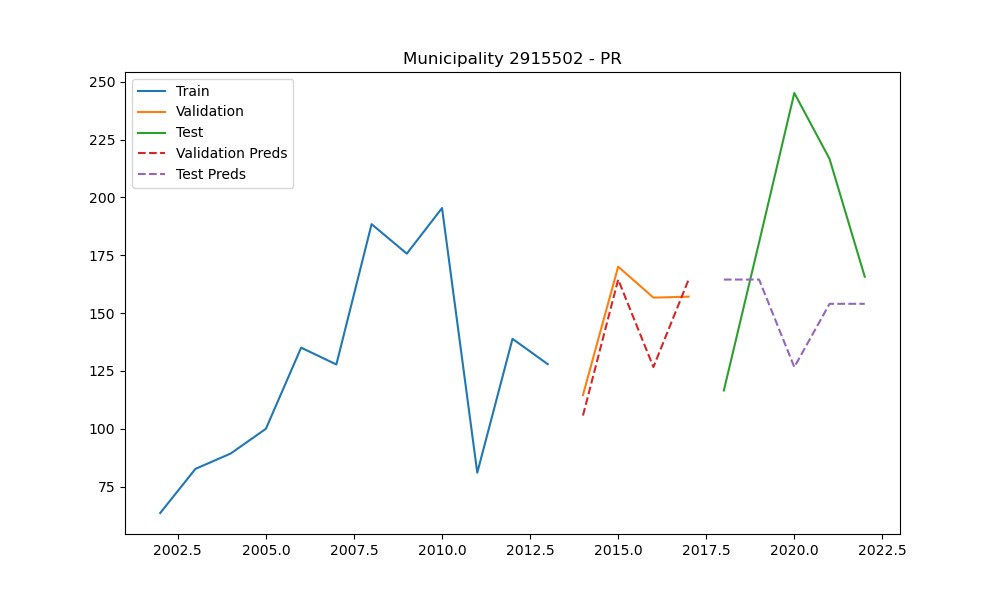 Municipality 2915502 - PR
250
225
200
175
150
125
100
75
Train
Validation
Test
Validation Preds
Test Preds
2002.5 2005.0 2007.5 2010.0 2012.5 2015.0 2017.5 2020.0 2022.5